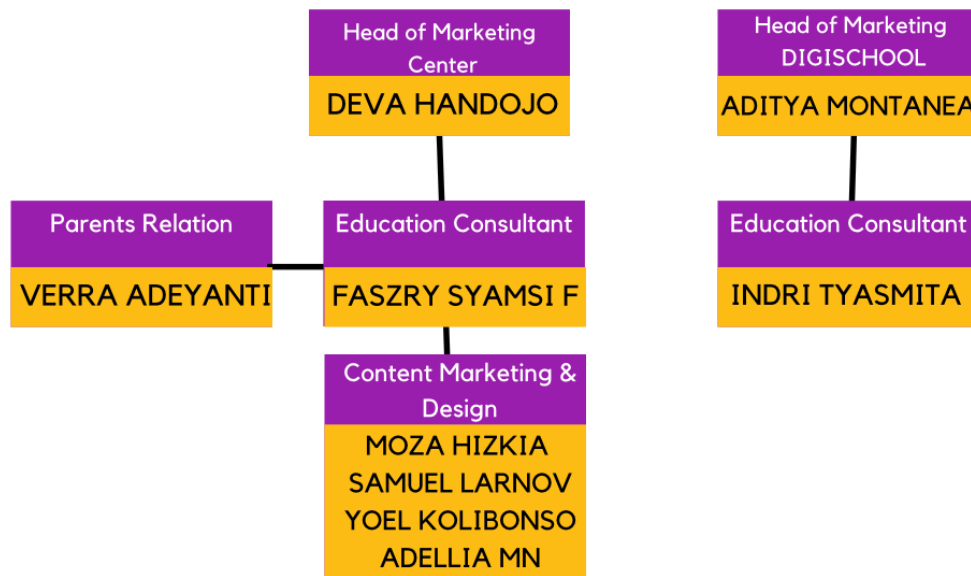 Head of Marketing
Center
DEVA HANDOJO
Head of Marketing
DIGISCHOOL
ADITYA MONTANEA
Parents Relation
VERRA ADEYANTI
Education Consultant
FASZRY SYAMSI F
Education Consultant
INDRI TYASMITA
Content Marketing &
Design
MOZA HIZKIA
SAMUEL LARNOV
YOEL KOLIBONSO
ADELLIA MN